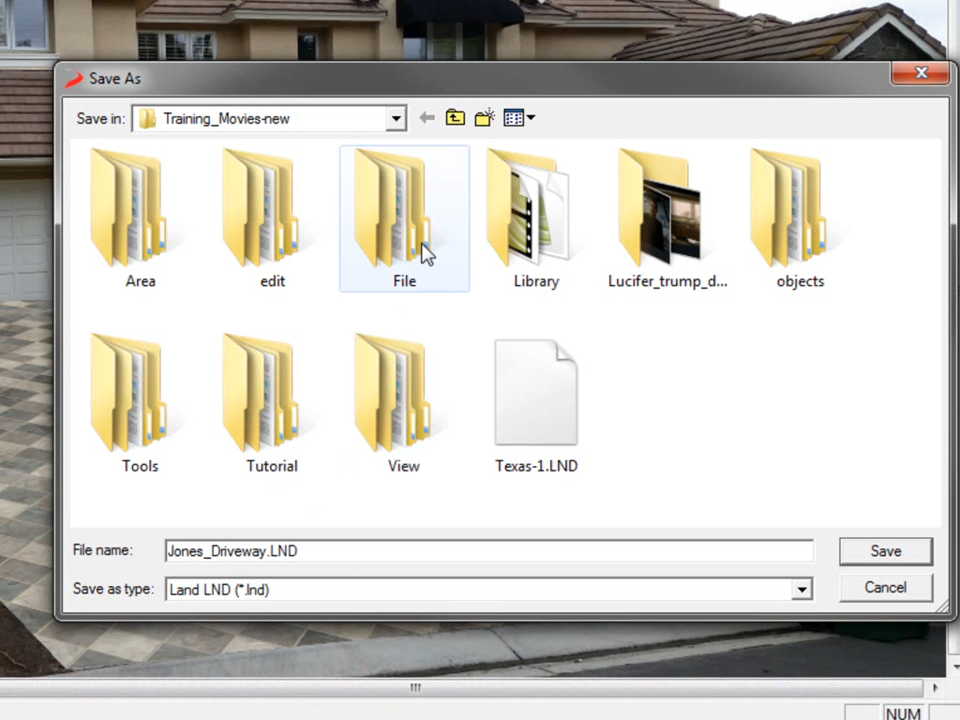 Save As
Save in: Training_Movies-new
Area edit File Library Lucifer_trump_d... objects
Tools Tutorial View Texas-1.LND
File name: Jones_Driveway.LND Save
Save as type: Land LND (*.lnd) Cancel
NUM